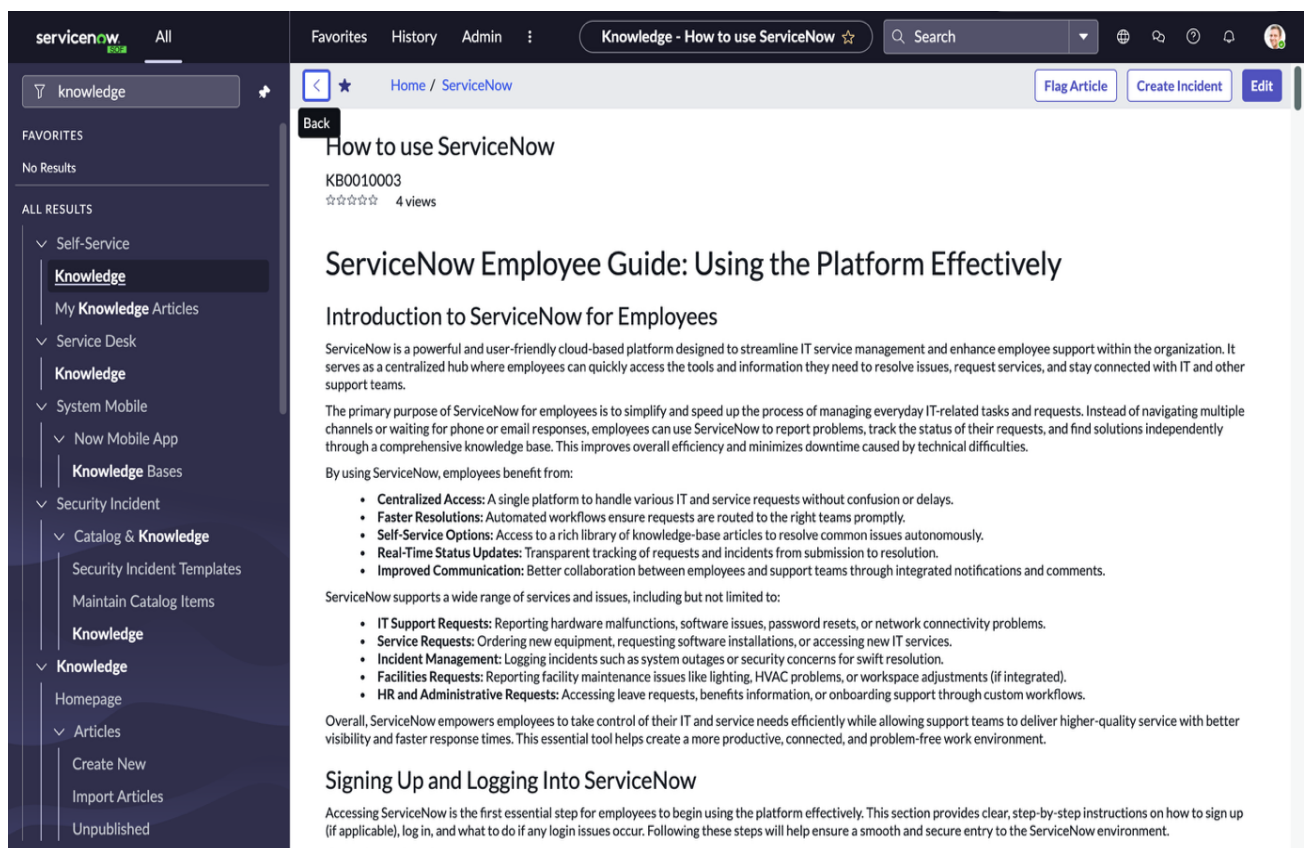 servicenow
SOF
All
Favorites
History
Admin
Knowledge - How to use ServiceNow
Search
knowledge
FAVORITES
No Results
ALL RESULTS
Self-Service
Knowledge
My Knowledge Articles
Service Desk
Knowledge
System Mobile
Now Mobile App
Knowledge Bases
Security Incident
Catalog & Knowledge
Security Incident Templates
Maintain Catalog Items
Knowledge
Knowledge
Homepage
Articles
Create New
Import Articles
Unpublished
Home / ServiceNow
Flag Article
Create Incident
Edit
Back
How to use ServiceNow
KB0010003
4 views
ServiceNow Employee Guide: Using the Platform Effectively
Introduction to ServiceNow for Employees
ServiceNow is a powerful and user-friendly cloud-based platform designed to streamline IT service management and enhance employee support within the organization. It
serves as a centralized hub where employees can quickly access the tools and information they need to resolve issues, request services, and stay connected with IT and other
support teams.
The primary purpose of ServiceNow for employees is to simplify and speed up the process of managing everyday IT-related tasks and requests. Instead of navigating multiple
channels or waiting for phone or email responses, employees can use ServiceNow to report problems, track the status of their requests, and find solutions independently
through a comprehensive knowledge base. This improves overall efficiency and minimizes downtime caused by technical difficulties.
By using ServiceNow, employees benefit from:
• Centralized Access: A single platform to handle various IT and service requests without confusion or delays.
• Faster Resolutions: Automated workflows ensure requests are routed to the right teams promptly.
• Self-Service Options: Access to a rich library of knowledge-base articles to resolve common issues autonomously.
• Real-Time Status Updates: Transparent tracking of requests and incidents from submission to resolution.
• Improved Communication: Better collaboration between employees and support teams through integrated notifications and comments.
ServiceNow supports a wide range of services and issues, including but not limited to:
• IT Support Requests: Reporting hardware malfunctions, software issues, password resets, or network connectivity problems.
• Service Requests: Ordering new equipment, requesting software installations, or accessing new IT services.
• Incident Management: Logging incidents such as system outages or security concerns for swift resolution.
• Facilities Requests: Reporting facility maintenance issues like lighting, HVAC problems, or workspace adjustments (if integrated).
• HR and Administrative Requests: Accessing leave requests, benefits information, or onboarding support through custom workflows.
Overall, ServiceNow empowers employees to take control of their IT and service needs efficiently while allowing support teams to deliver higher-quality service with better
visibility and faster response times. This essential tool helps create a more productive, connected, and problem-free work environment.
Signing Up and Logging Into ServiceNow
Accessing ServiceNow is the first essential step for employees to begin using the platform effectively. This section provides clear, step-by-step instructions on how to sign up
(if applicable), log in, and what to do if any login issues occur. Following these steps will help ensure a smooth and secure entry to the ServiceNow environment.